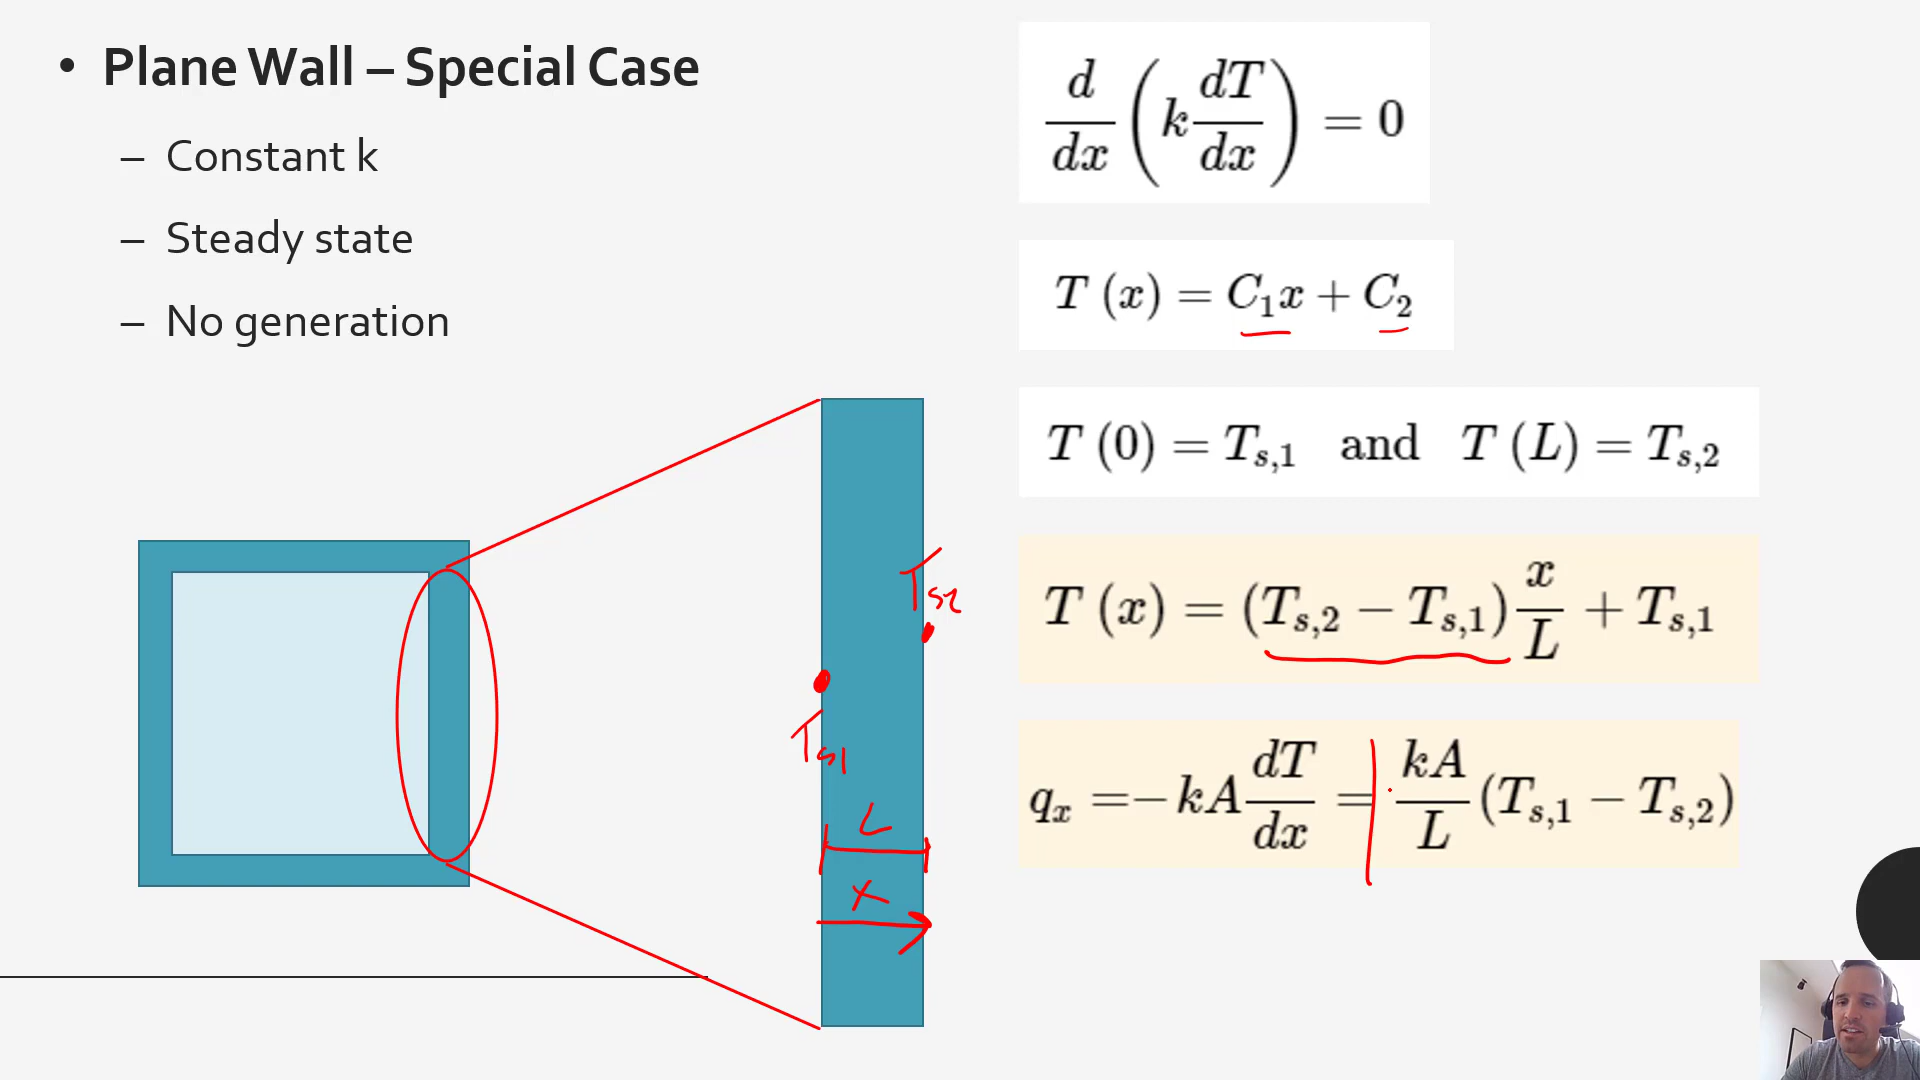 • Plane Wall – Special Case
– Constant k
– Steady state
– No generation
d/dx (k dT/dx) = 0
T (x) = C₁x + C₂
T (0) = Tₛ,₁ and T (L) = Tₛ,₂
T (x) = (Tₛ,₂ − Tₛ,₁) x/L + Tₛ,₁
qₓ =− kA dT/dx = kA/L (Tₛ,₁ − Tₛ,₂)
Ts2
Ts1
L
x